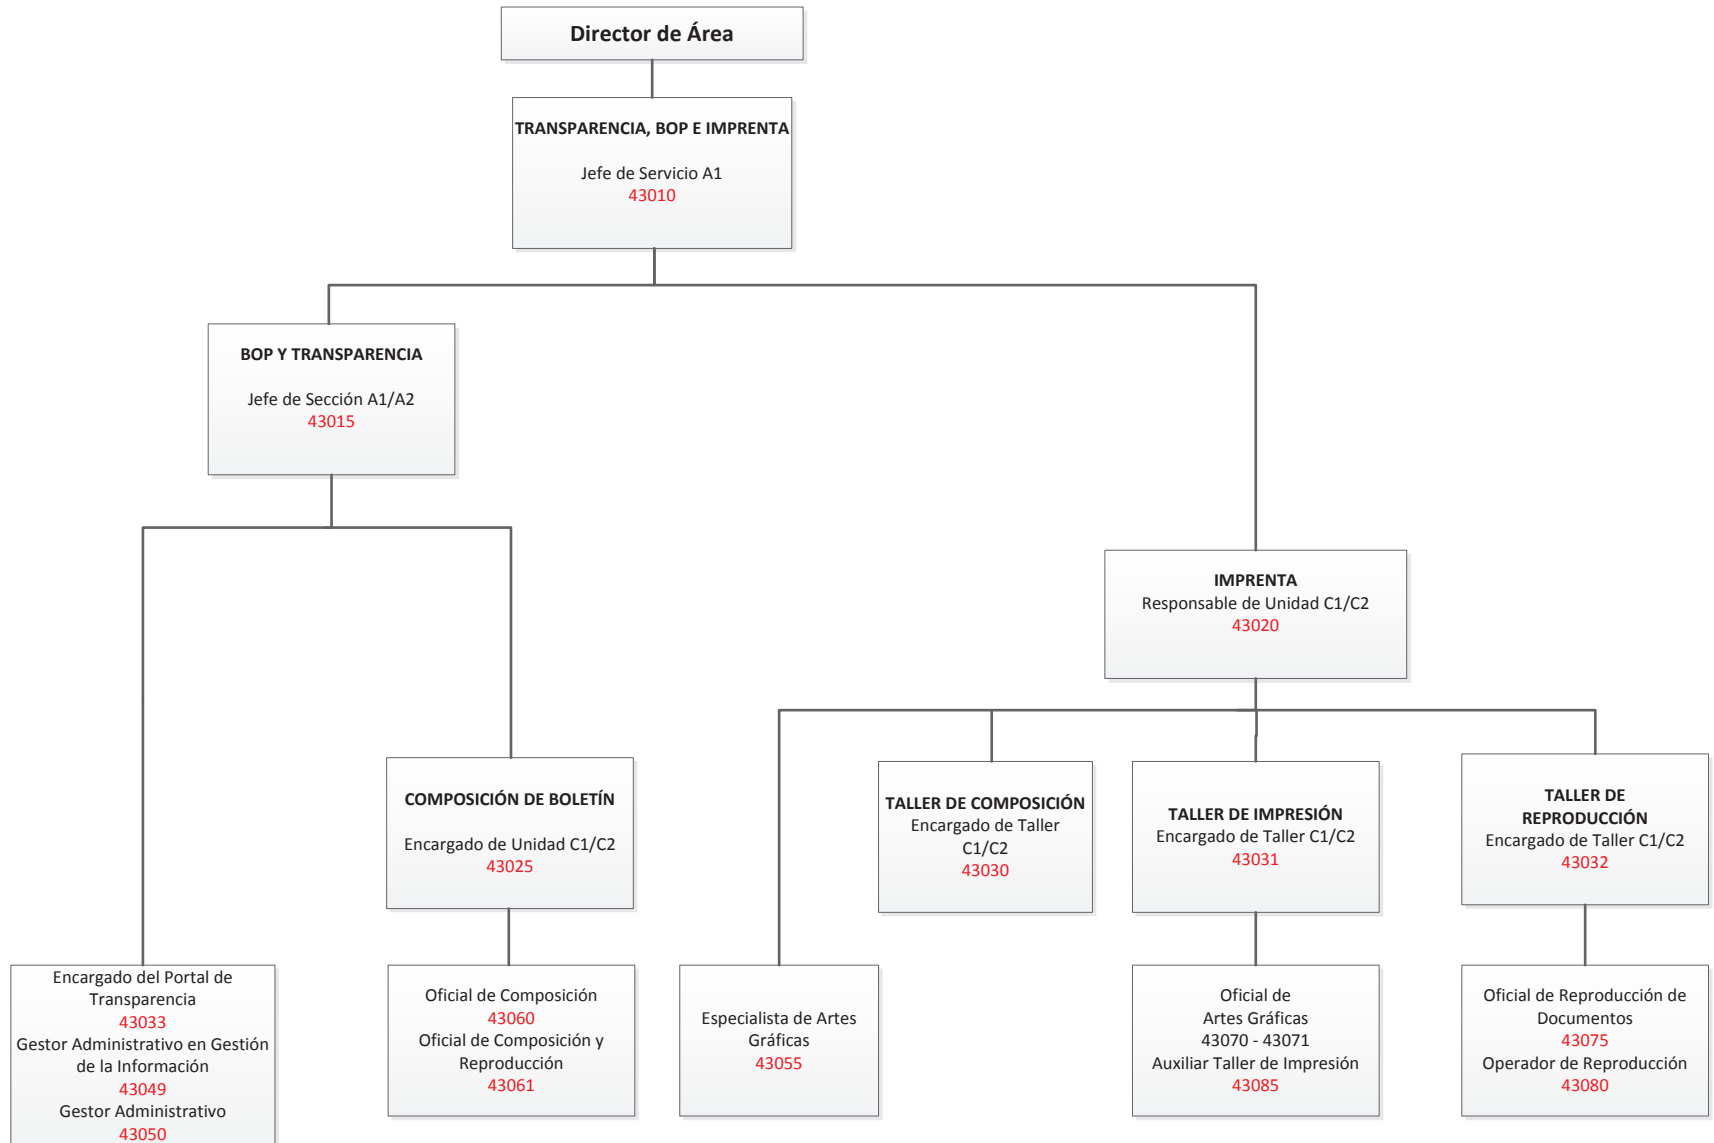 Director de Área
TRANSPARENCIA, BOP E IMPRENTA
Jefe de Servicio A1
43010
BOP Y TRANSPARENCIA
Jefe de Sección A1/A2
43015
IMPRENTA
Responsable de Unidad C1/C2
43020
COMPOSICIÓN DE BOLETÍN
Encargado de Unidad C1/C2
43025
TALLER DE COMPOSICIÓN
Encargado de Taller
C1/C2
43030
TALLER DE IMPRESIÓN
Encargado de Taller C1/C2
43031
TALLER DE
REPRODUCCIÓN
Encargado de Taller C1/C2
43032
Encargado del Portal de
Transparencia
43033
Gestor Administrativo en Gestión
de la Información
43049
Gestor Administrativo
43050
Oficial de Composición
43060
Oficial de Composición y
Reproducción
43061
Especialista de Artes
Gráficas
43055
Oficial de
Artes Gráficas
43070 - 43071
Auxiliar Taller de Impresión
43085
Oficial de Reproducción de
Documentos
43075
Operador de Reproducción
43080